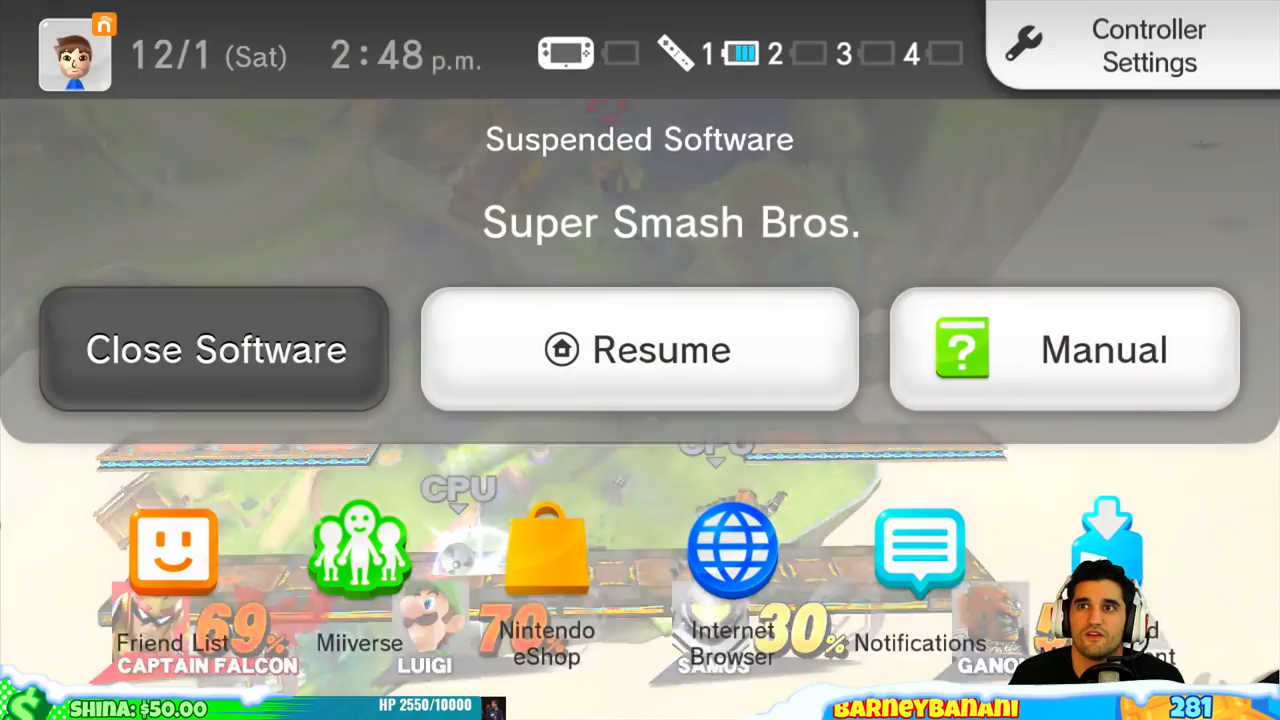 12/1 (Sat) 2:48 p.m. 1 2 3 4
Controller
Settings
Suspended Software
Super Smash Bros.
Close Software
Resume
? Manual
CPU
CPU
Friend List
Miiverse
Nintendo
eShop
Internet
Browser
Notifications
69%
70%
30%
CAPTAIN FALCON
LUIGI
SAMUS
SHINA: $50.00
HP 2550/10000
BARNEYBANANI
281